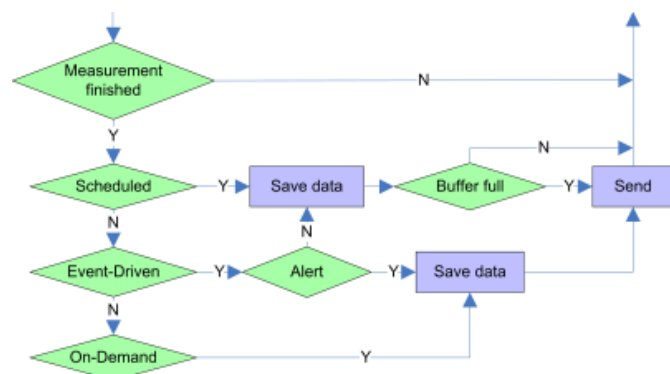 Measurement
finished
N
Y
N
Scheduled
Y
Save data
Buffer full
Y
Send
N
N
Event-Driven
Y
Alert
Y
Save data
N
On-Demand
Y